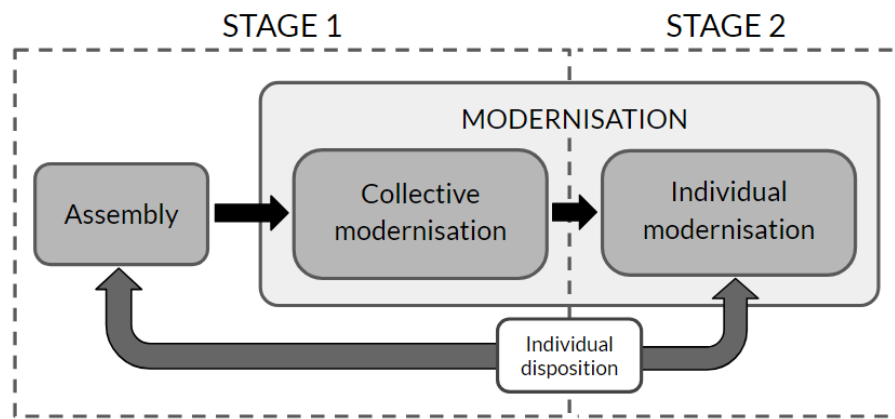 STAGE 1
STAGE 2
MODERNISATION
Assembly
Collective
modernisation
Individual
modernisation
Individual
disposition